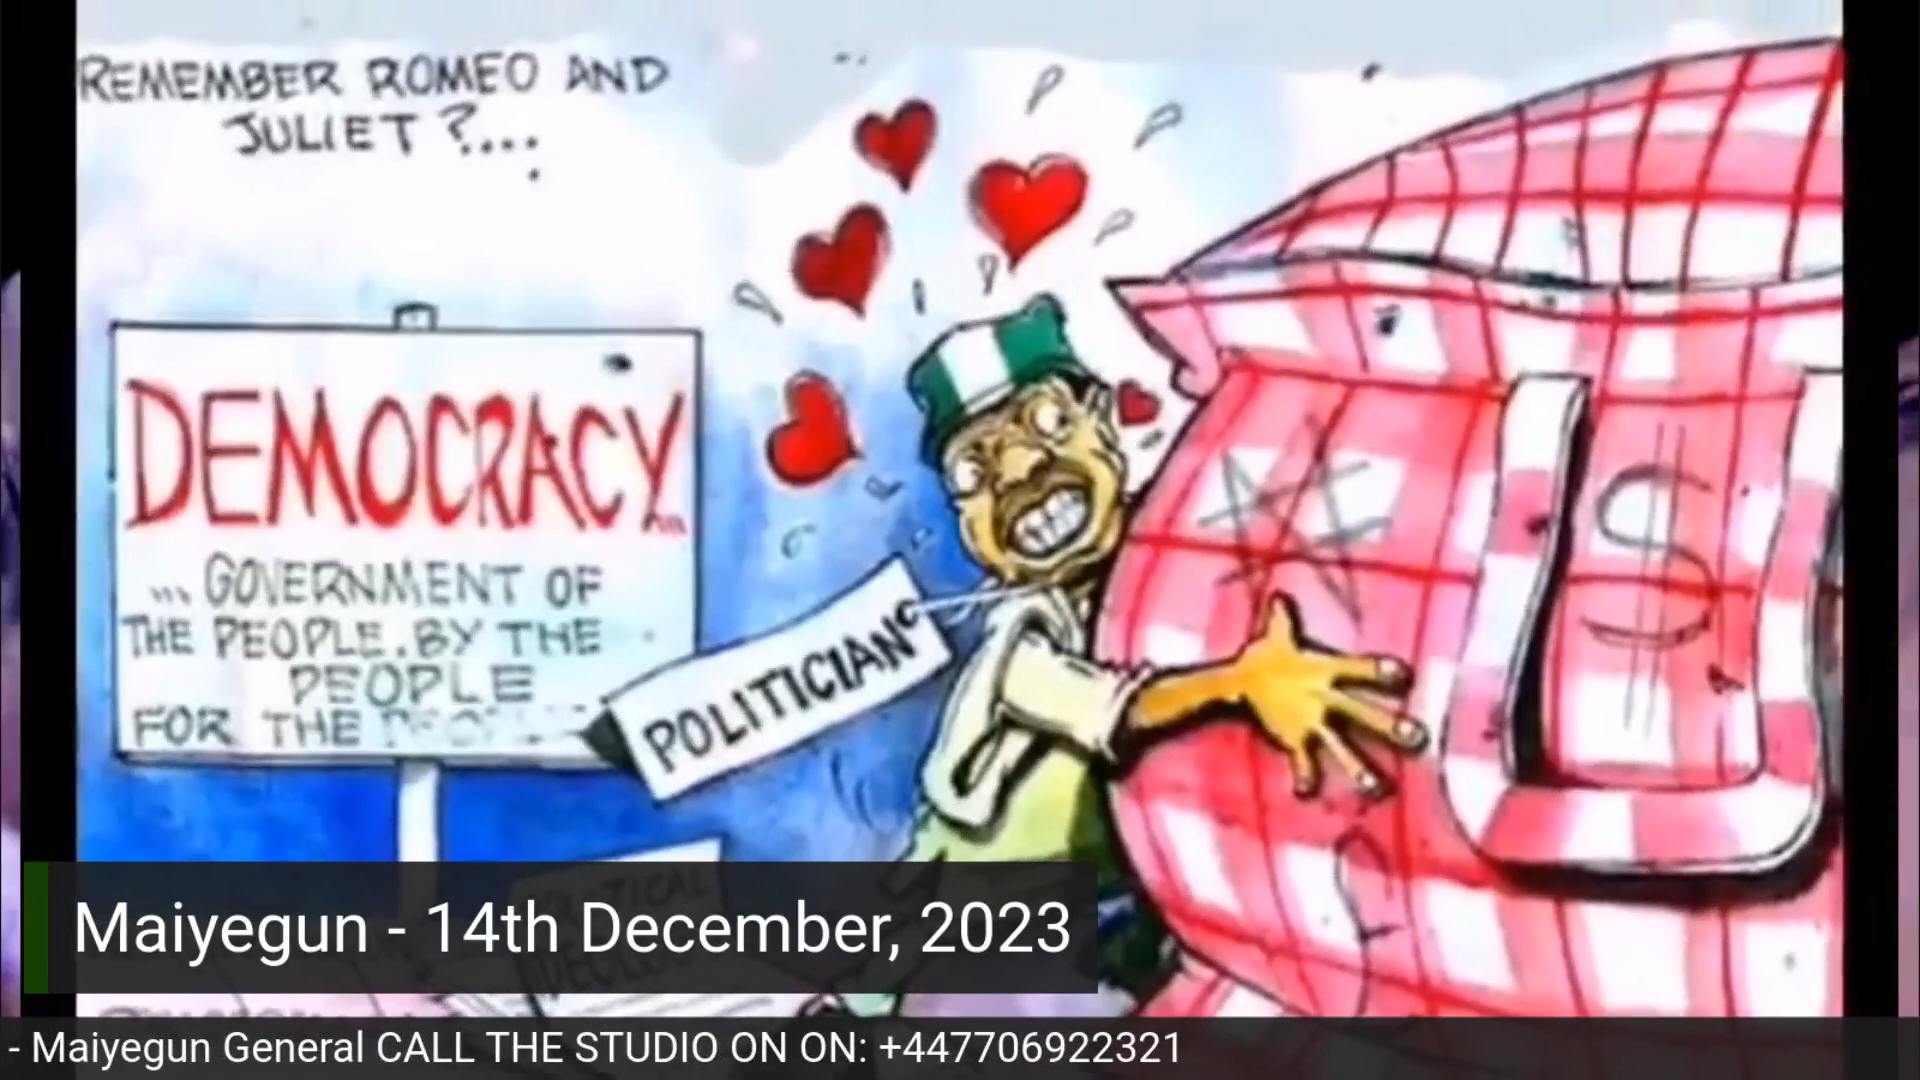 REMEMBER ROMEO AND
JULIET ?....
DEMOCRACY...
... GOVERNMENT OF
THE PEOPLE. BY THE
PEOPLE
FOR THE
POLITICIAN
$
Maiyegun - 14th December, 2023
- Maiyegun General CALL THE STUDIO ON ON: +447706922321